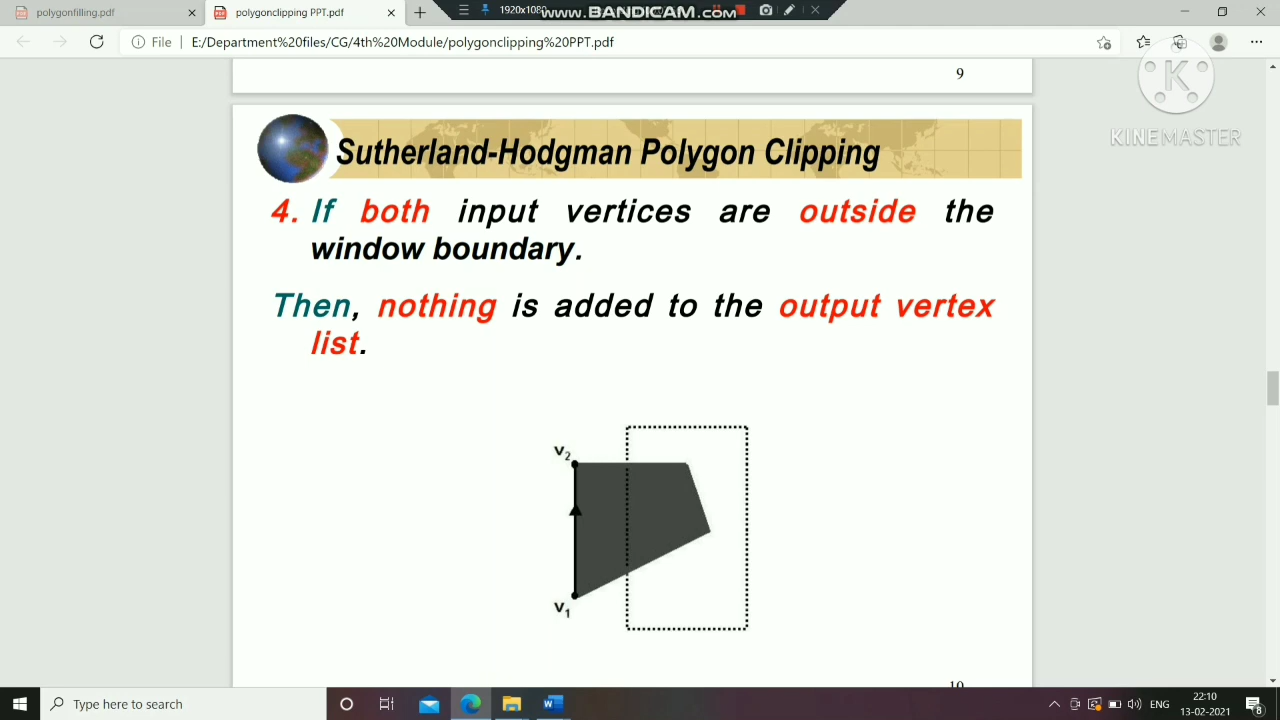 polygonfilling.pdf
polygonclipping PPT.pdf
1920x1080
WWW.BANDICAM.COM
File | E:/Department%20files/CG/4th%20Module/polygonclipping%20PPT.pdf
K
KINEMASTER
9
Sutherland-Hodgman Polygon Clipping
4. If both input vertices are outside the
window boundary.
Then, nothing is added to the output vertex
list.
v2
v1
10
Type here to search
ENG
22:10
13-02-2021
8